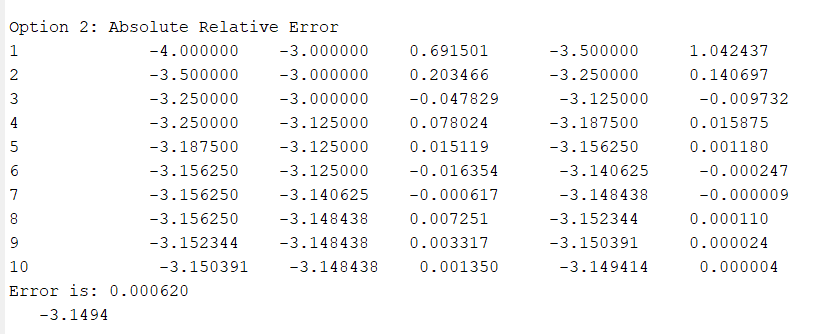 Option 2: Absolute Relative Error
1 -4.000000 -3.000000 0.691501 -3.500000 1.042437
2 -3.500000 -3.000000 0.203466 -3.250000 0.140697
3 -3.250000 -3.000000 -0.047829 -3.125000 -0.009732
4 -3.250000 -3.125000 0.078024 -3.187500 0.015875
5 -3.187500 -3.125000 0.015119 -3.156250 0.001180
6 -3.156250 -3.125000 -0.016354 -3.140625 -0.000247
7 -3.156250 -3.140625 -0.000617 -3.148438 -0.000009
8 -3.156250 -3.148438 0.007251 -3.152344 0.000110
9 -3.152344 -3.148438 0.003317 -3.150391 0.000024
10 -3.150391 -3.148438 0.001350 -3.149414 0.000004
Error is: 0.000620
-3.1494